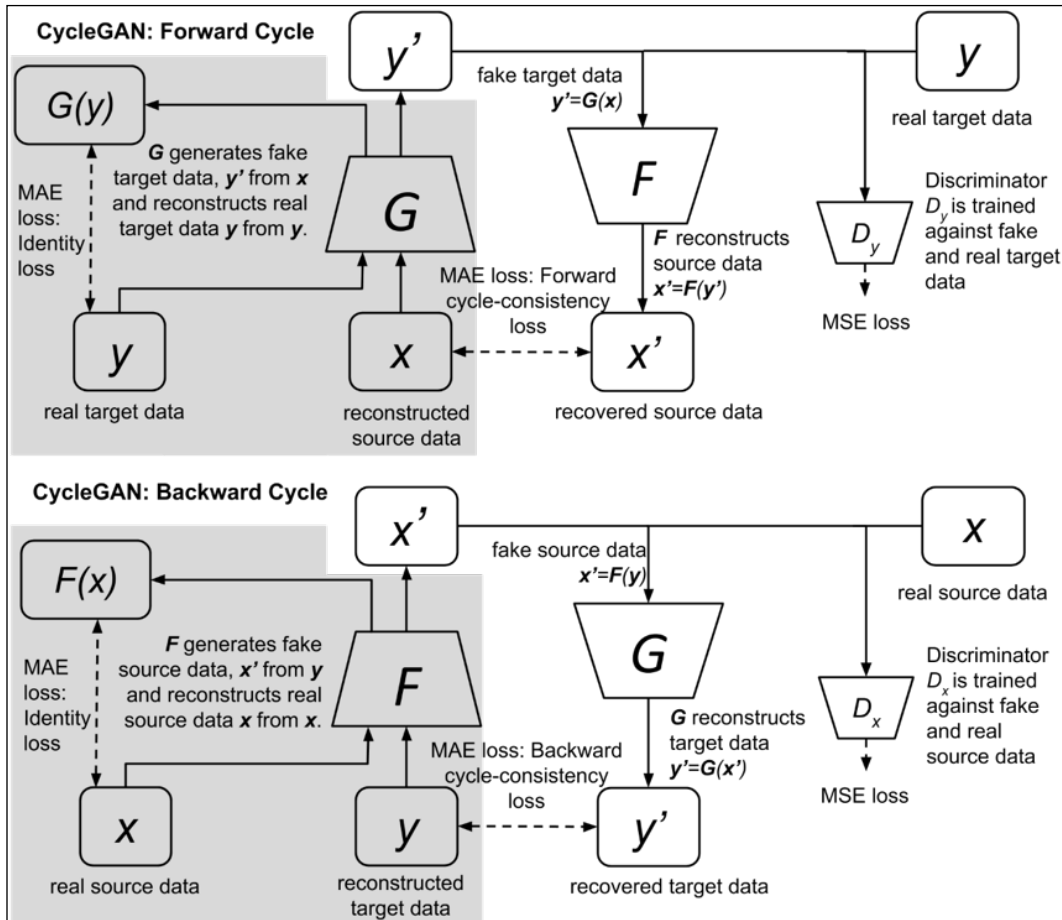 CycleGAN: Forward Cycle
y'
y
G(y)
fake target data
y'=G(x)
real target data
G generates fake
target data, y' from x
and reconstructs real
target data y from y.
MAE
loss:
Identity
loss
G
F
D_y
Discriminator
D_y is trained
against fake
and real target
data
F reconstructs
source data
x'=F(y')
MAE loss: Forward
cycle-consistency
loss
MSE loss
y
x
x'
real target data
reconstructed
source data
recovered source data
CycleGAN: Backward Cycle
x'
x
F(x)
fake source data
x'=F(y)
real source data
F generates fake
source data, x' from y
and reconstructs real
source data x from x.
MAE
loss:
Identity
loss
F
G
D_x
Discriminator
D_x is trained
against fake
and real
source data
G reconstructs
target data
y'=G(x')
MAE loss: Backward
cycle-consistency
loss
MSE loss
x
y
y'
real source data
reconstructed
target data
recovered target data